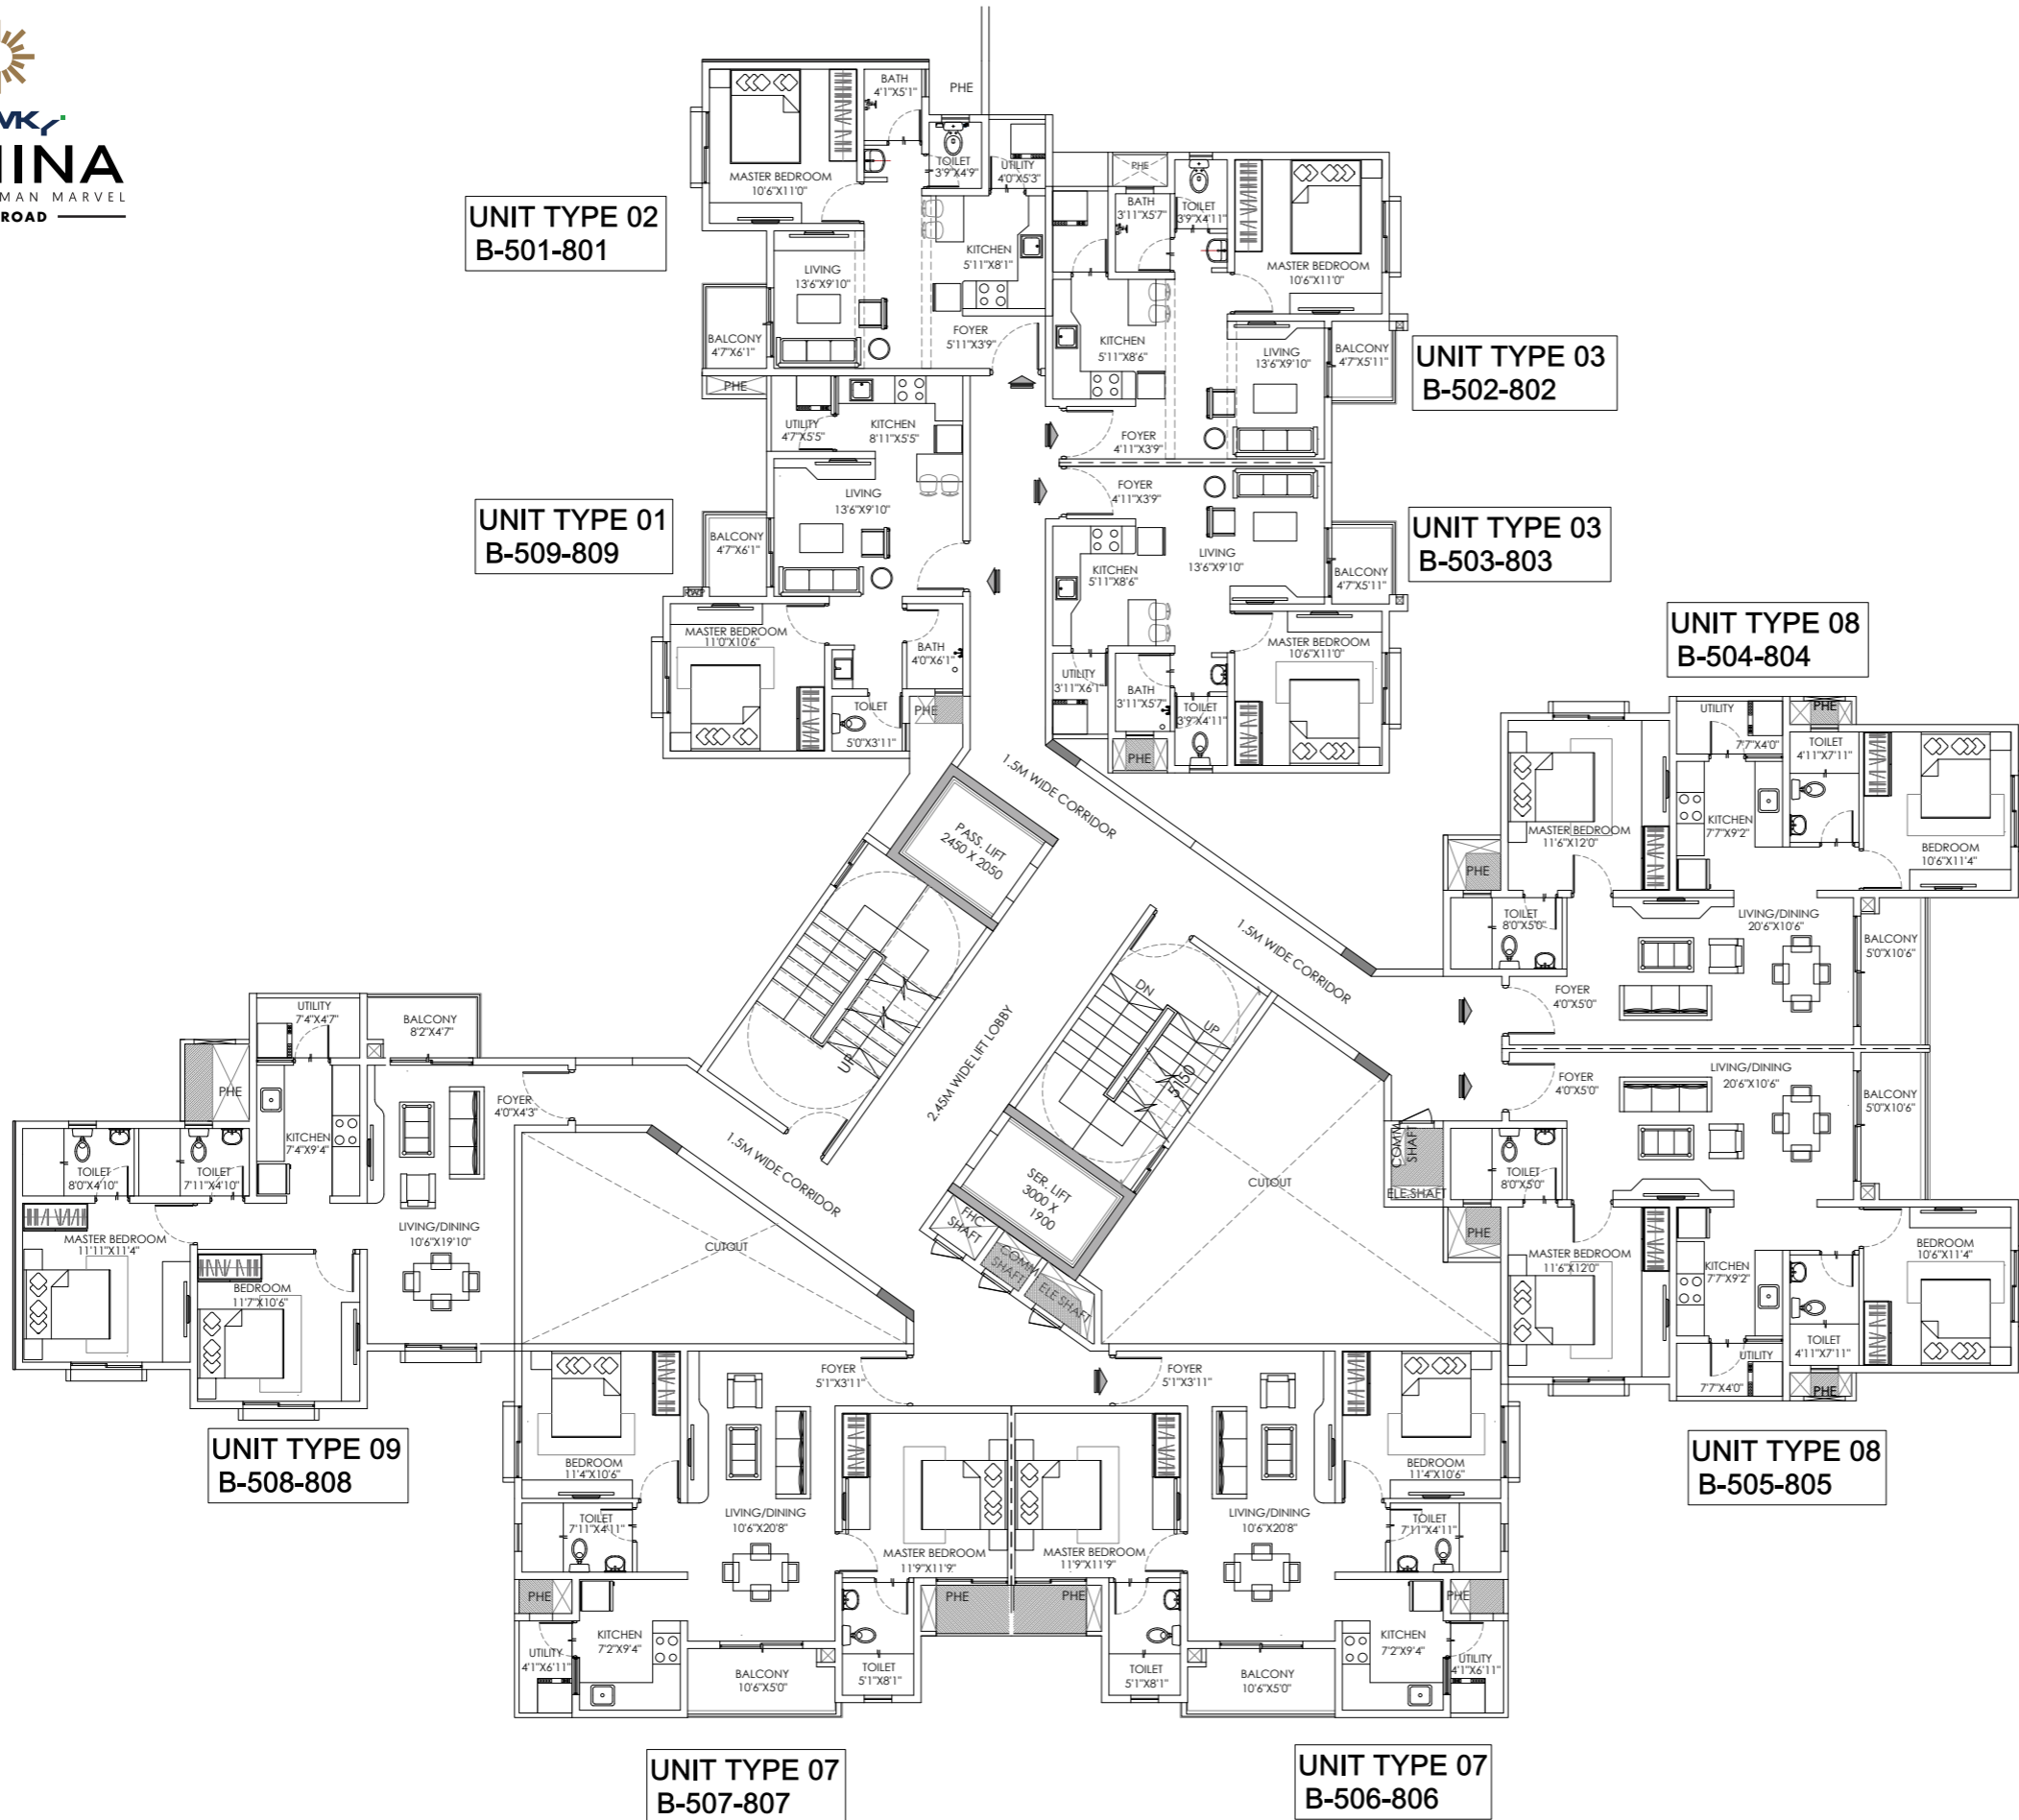 MAN MARVEL
ROAD
UNIT TYPE 02
B-501-801
MASTER BEDROOM
10'6"X11'0"
BATH
4'1"X5'1"
PHE
TOILET
3'9"X4'9"
UTILITY
4'0"X5'3"
KITCHEN
5'11"X8'1"
LIVING
13'6"X9'10"
BALCONY
4'7"X6'1"
FOYER
5'11"X3'9"
PHE
UNIT TYPE 03
B-502-802
PHE
BATH
3'11"X5'7"
TOILET
3'9"X4'11"
MASTER BEDROOM
10'6"X11'0"
KITCHEN
5'11"X8'6"
LIVING
13'6"X9'10"
BALCONY
4'7"X5'11"
FOYER
4'11"X3'9"
UNIT TYPE 01
B-509-809
UTILITY
4'7"X5'5"
KITCHEN
8'11"X5'5"
LIVING
13'6"X9'10"
BALCONY
4'7"X6'1"
MASTER BEDROOM
11'0"X10'6"
BATH
4'0"X6'1"
TOILET
5'0"X3'11"
PHE
UNIT TYPE 03
B-503-803
FOYER
4'11"X3'9"
KITCHEN
5'11"X8'6"
LIVING
13'6"X9'10"
BALCONY
4'7"X5'11"
MASTER BEDROOM
10'6"X11'0"
UTILITY
3'11"X6'1"
BATH
3'11"X5'7"
TOILET
3'9"X4'11"
PHE
1.5M WIDE CORRIDOR
PASS. LIFT
2450 X 2050
UP
2.45M WIDE LIFT LOBBY
DN
UP
5150
1.5M WIDE CORRIDOR
SER. LIFT
3000 X
1900
FHC
SHAFT
COMM
SHAFT
ELE.SHAFT
1.5M WIDE CORRIDOR
CUTOUT
CUTOUT
COMM
SHAFT
ELE.SHAFT
UNIT TYPE 08
B-504-804
UTILITY
7'7"X4'0"
PHE
TOILET
4'11"X7'11"
MASTER BEDROOM
11'6"X12'0"
KITCHEN
7'7"X9'2"
BEDROOM
10'6"X11'4"
PHE
TOILET
8'0"X5'0"
LIVING/DINING
20'6"X10'6"
BALCONY
5'0"X10'6"
FOYER
4'0"X5'0"
FOYER
4'0"X5'0"
LIVING/DINING
20'6"X10'6"
BALCONY
5'0"X10'6"
TOILET
8'0"X5'0"
PHE
MASTER BEDROOM
11'6"X12'0"
KITCHEN
7'7"X9'2"
BEDROOM
10'6"X11'4"
TOILET
4'11"X7'11"
UTILITY
7'7"X4'0"
PHE
UNIT TYPE 08
B-505-805
UTILITY
7'4"X4'7"
BALCONY
8'2"X4'7"
PHE
FOYER
4'0"X4'3"
KITCHEN
7'4"X9'4"
TOILET
8'0"X4'10"
TOILET
7'11"X4'10"
MASTER BEDROOM
11'11"X11'4"
LIVING/DINING
10'6"X19'10"
BEDROOM
11'7"X10'6"
UNIT TYPE 09
B-508-808
FOYER
5'1"X3'11"
BEDROOM
11'4"X10'6"
LIVING/DINING
10'6"X20'8"
TOILET
7'11"X4'11"
MASTER BEDROOM
11'9"X11'9"
PHE
PHE
KITCHEN
7'2"X9'4"
UTILITY
4'1"X6'11"
BALCONY
10'6"X5'0"
TOILET
5'1"X8'1"
UNIT TYPE 07
B-507-807
FOYER
5'1"X3'11"
BEDROOM
11'4"X10'6"
LIVING/DINING
10'6"X20'8"
TOILET
7'11"X4'11"
MASTER BEDROOM
11'9"X11'9"
PHE
PHE
KITCHEN
7'2"X9'4"
UTILITY
4'1"X6'11"
BALCONY
10'6"X5'0"
TOILET
5'1"X8'1"
UNIT TYPE 07
B-506-806